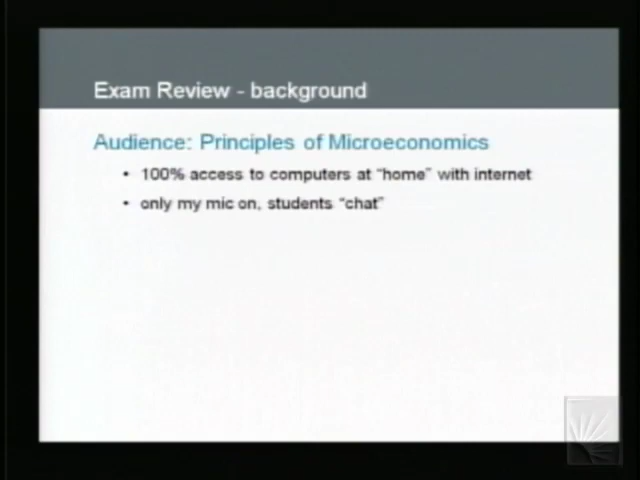 Exam Review - background
Audience: Principles of Microeconomics
• 100% access to computers at “home” with internet
• only my mic on, students “chat”